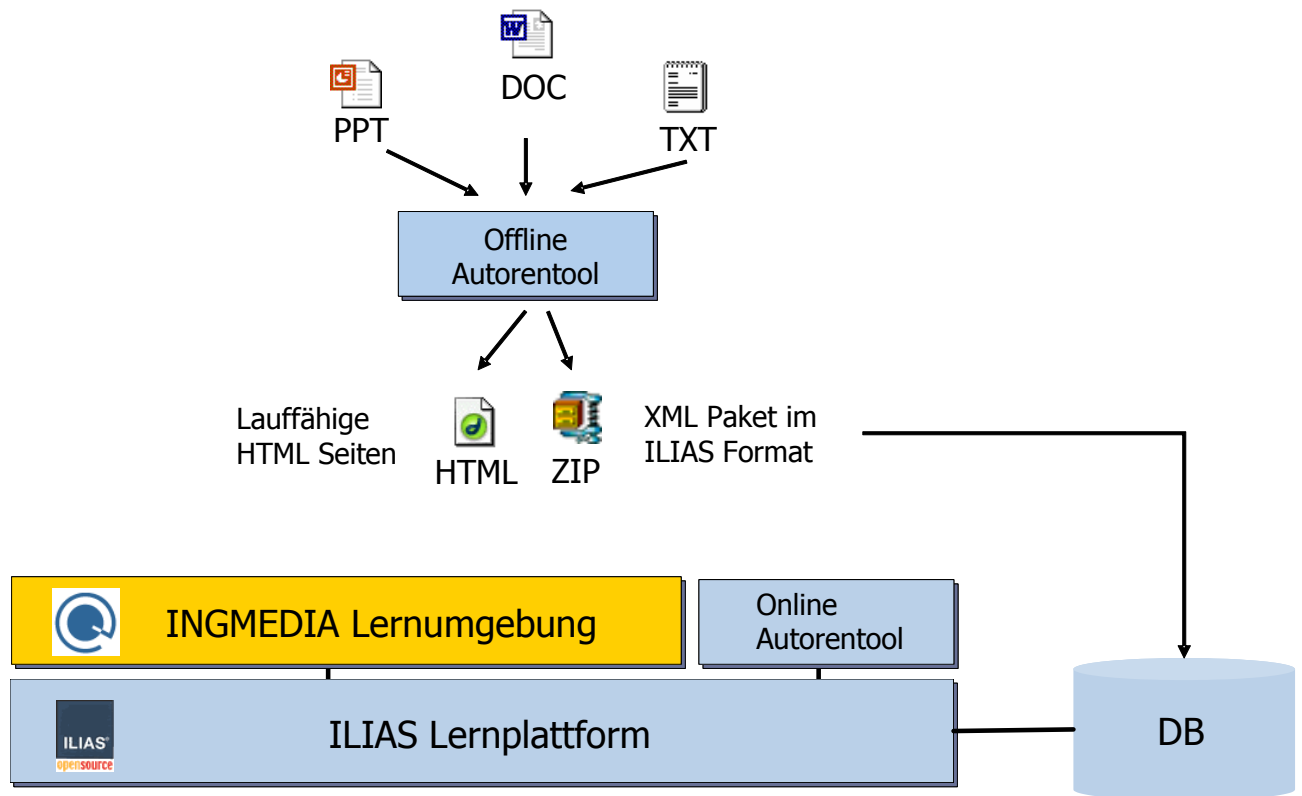 W
DOC
PPT
TXT
Offline
Autorentool
Lauffähige
HTML Seiten
HTML
ZIP
XML Paket im
ILIAS Format
INGMEDIA Lernumgebung
Online
Autorentool
ILIAS
opensource
ILIAS Lernplattform
DB